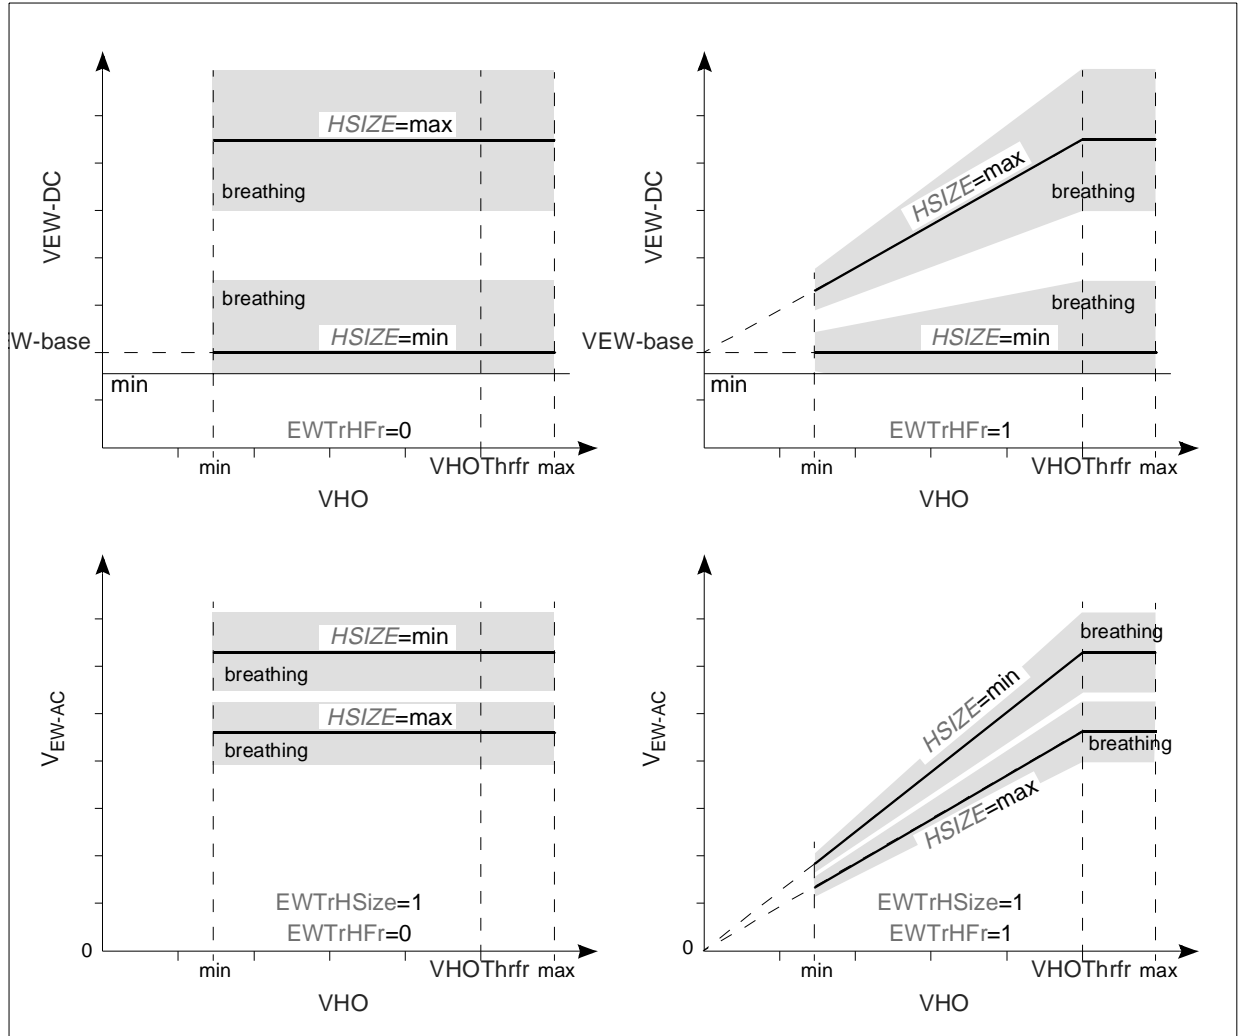 VEW-DC
HSIZE=max
breathing
breathing
EW-base
HSIZE=min
min
EWTrHFr=0
min
VHOThrfr
max
VHO
VEW-DC
HSIZE=max
breathing
breathing
VEW-base
HSIZE=min
min
EWTrHFr=1
min
VHOThrfr
max
VHO
VEW-AC
HSIZE=min
breathing
HSIZE=max
breathing
EWTrHSize=1
EWTrHFr=0
0
min
VHOThrfr
max
VHO
VEW-AC
breathing
HSIZE=min
breathing
HSIZE=max
EWTrHSize=1
EWTrHFr=1
0
min
VHOThrfr
max
VHO